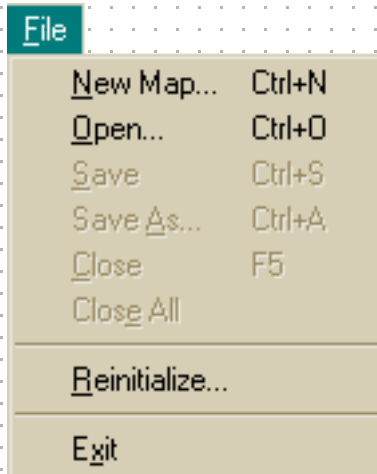 File
New Map... Ctrl+N
Open... Ctrl+O
Save Ctrl+S
Save As... Ctrl+A
Close F5
Close All
Reinitialize...
Exit